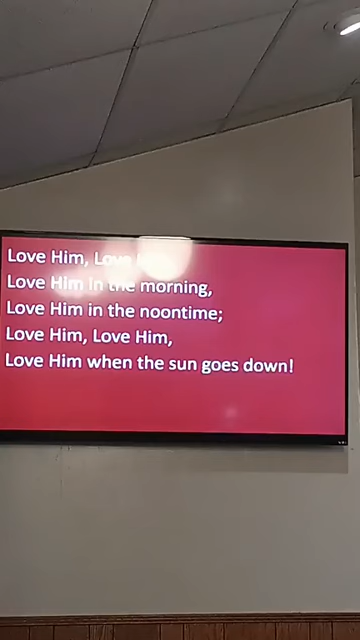 Love Him, Love
Love Him in the morning,
Love Him in the noontime;
Love Him, Love Him,
Love Him when the sun goes down!